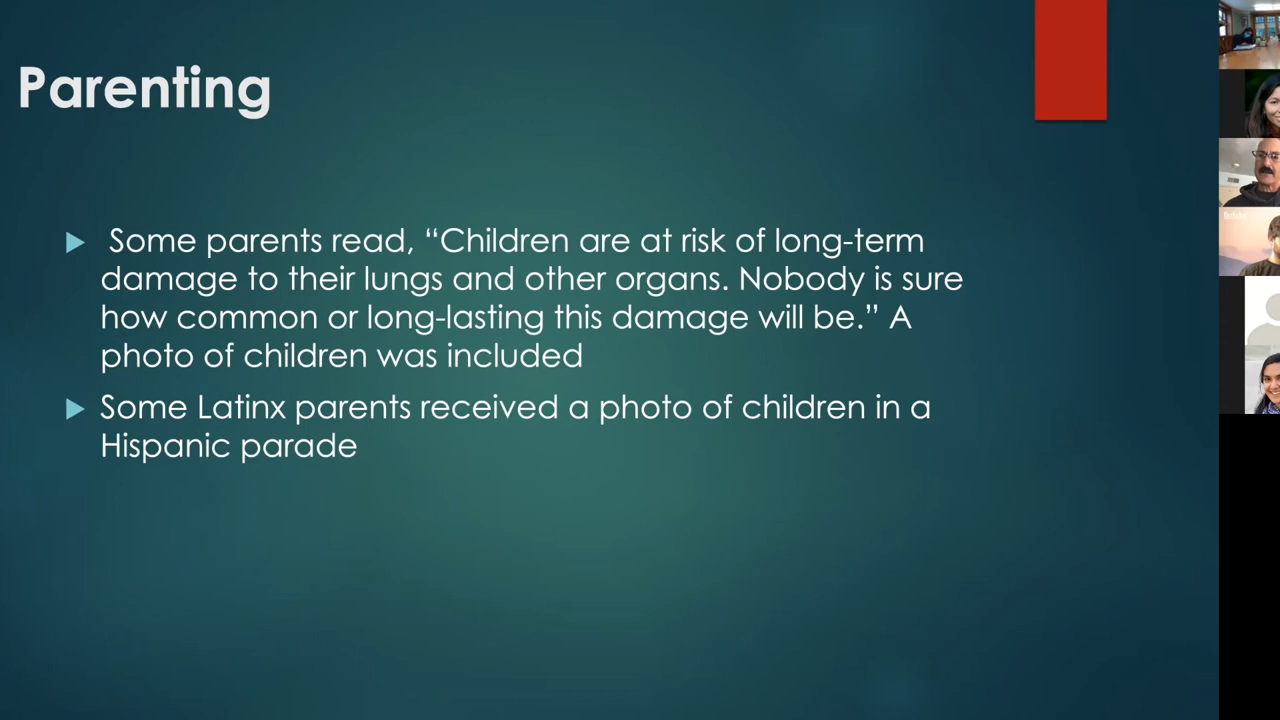 Parenting
Some parents read, “Children are at risk of long-term
damage to their lungs and other organs. Nobody is sure
how common or long-lasting this damage will be.” A
photo of children was included
Some Latinx parents received a photo of children in a
Hispanic parade